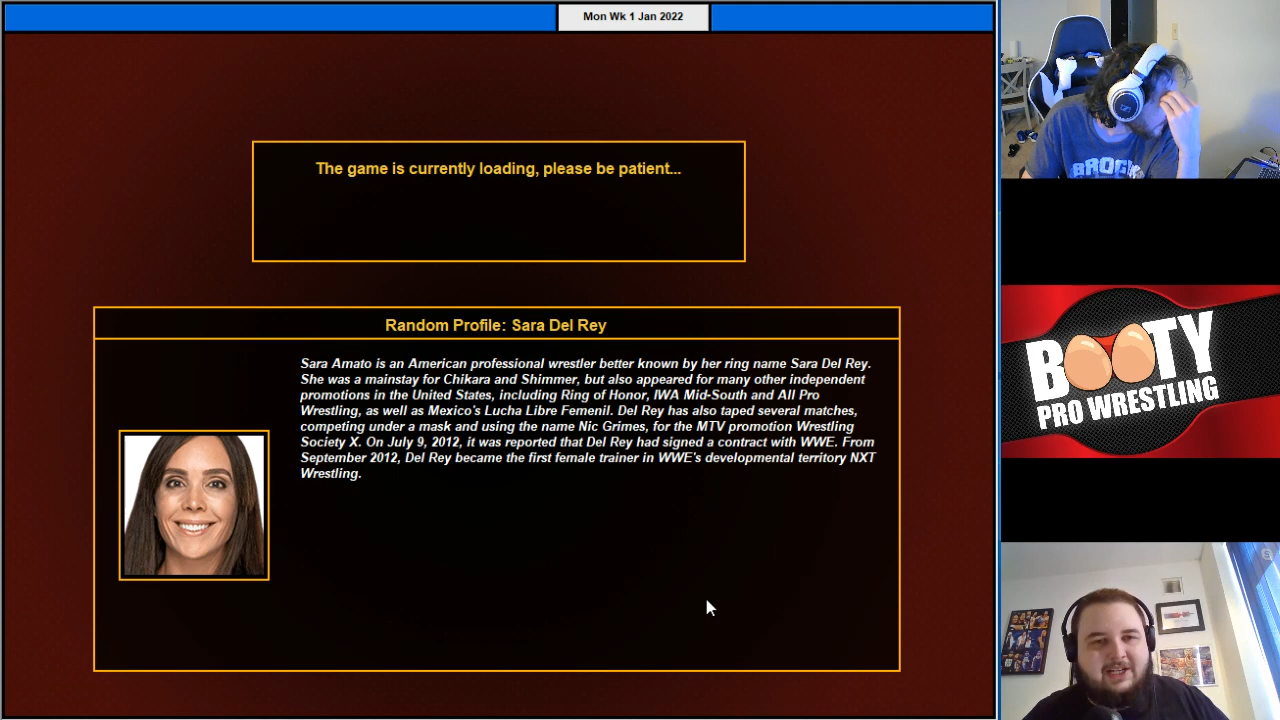 Mon Wk 1 Jan 2022
The game is currently loading, please be patient...
Random Profile: Sara Del Rey
Sara Amato is an American professional wrestler better known by her ring name Sara Del Rey.
She was a mainstay for Chikara and Shimmer, but also appeared for many other independent
promotions in the United States, including Ring of Honor, IWA Mid-South and All Pro
Wrestling, as well as Mexico's Lucha Libre Femenil. Del Rey has also taped several matches,
competing under a mask and using the name Nic Grimes, for the MTV promotion Wrestling
Society X. On July 9, 2012, it was reported that Del Rey had signed a contract with WWE. From
September 2012, Del Rey became the first female trainer in WWE's developmental territory NXT
Wrestling.
BROCK
BOOTY
PRO WRESTLING